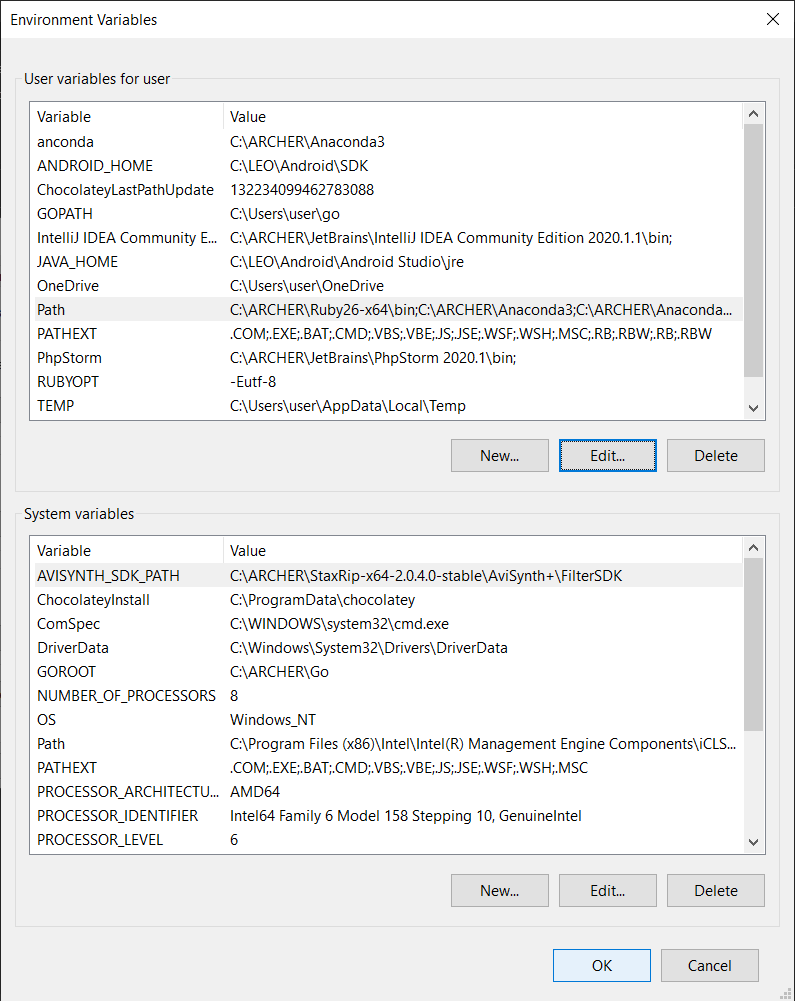 Environment Variables
User variables for user
Variable Value
anconda C:\ARCHER\Anaconda3
ANDROID_HOME C:\LEO\Android\SDK
ChocolateyLastPathUpdate 132234099462783088
GOPATH C:\Users\user\go
IntelliJ IDEA Community E... C:\ARCHER\JetBrains\IntelliJ IDEA Community Edition 2020.1.1\bin;
JAVA_HOME C:\LEO\Android\Android Studio\jre
OneDrive C:\Users\user\OneDrive
Path C:\ARCHER\Ruby26-x64\bin;C:\ARCHER\Anaconda3;C:\ARCHER\Anaconda...
PATHEXT .COM;.EXE;.BAT;.CMD;.VBS;.VBE;.JS;.JSE;.WSF;.WSH;.MSC;.RB;.RBW;.RB;.RBW
PhpStorm C:\ARCHER\JetBrains\PhpStorm 2020.1\bin;
RUBYOPT -Eutf-8
TEMP C:\Users\user\AppData\Local\Temp
New... Edit... Delete
System variables
Variable Value
AVISYNTH_SDK_PATH C:\ARCHER\StaxRip-x64-2.0.4.0-stable\AviSynth+\FilterSDK
ChocolateyInstall C:\ProgramData\chocolatey
ComSpec C:\WINDOWS\system32\cmd.exe
DriverData C:\Windows\System32\Drivers\DriverData
GOROOT C:\ARCHER\Go
NUMBER_OF_PROCESSORS 8
OS Windows_NT
Path C:\Program Files (x86)\Intel\Intel(R) Management Engine Components\iCLS...
PATHEXT .COM;.EXE;.BAT;.CMD;.VBS;.VBE;.JS;.JSE;.WSF;.WSH;.MSC
PROCESSOR_ARCHITECTU... AMD64
PROCESSOR_IDENTIFIER Intel64 Family 6 Model 158 Stepping 10, GenuineIntel
PROCESSOR_LEVEL 6
New... Edit... Delete
OK Cancel